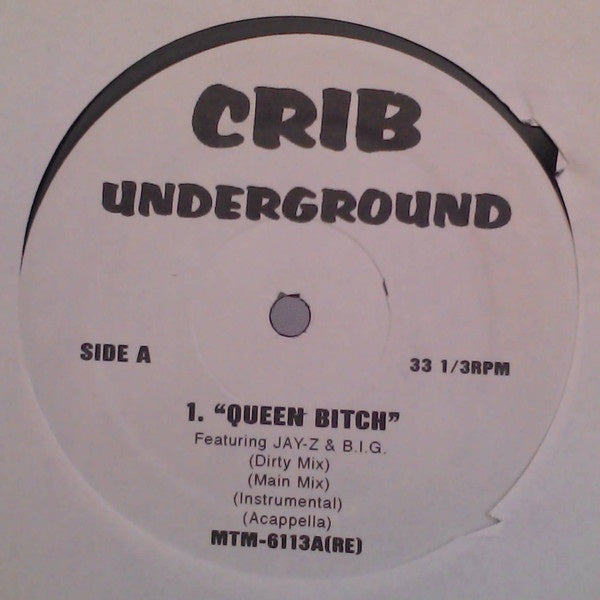 CRIB
UNDERGROUND
SIDE A
33 1/3RPM
1. “QUEEN BITCH”
Featuring JAY-Z & B.I.G.
(Dirty Mix)
(Main Mix)
(Instrumental)
(Acappella)
MTM-6113A(RE)